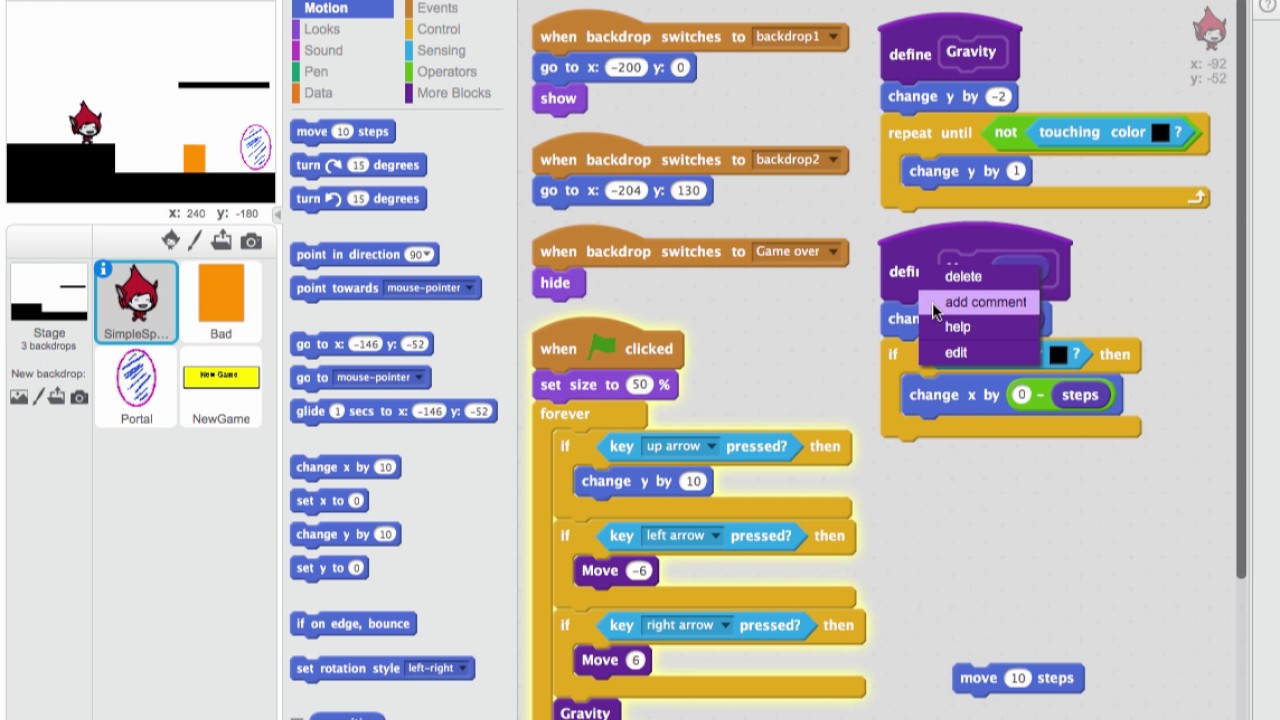 x: 240 y: -180
Stage
3 backdrops
New backdrop:
SimpleSp...
Bad
Portal
New Game
NewGame
Motion
Looks
Sound
Pen
Data
Events
Control
Sensing
Operators
More Blocks
move 10 steps
turn 15 degrees
turn 15 degrees
point in direction 90
point towards mouse-pointer
go to x: -146 y: -52
go to mouse-pointer
glide 1 secs to x: -146 y: -52
change x by 10
set x to 0
change y by 10
set y to 0
if on edge, bounce
set rotation style left-right
when backdrop switches to backdrop1
go to x: -200 y: 0
show
when backdrop switches to backdrop2
go to x: -204 y: 130
when backdrop switches to Game over
hide
when clicked
set size to 50 %
forever
if key up arrow pressed? then
change y by 10
if key left arrow pressed? then
Move -6
if key right arrow pressed? then
Move 6
Gravity
define Gravity
change y by -2
repeat until not touching color ?
change y by 1
delete
add comment
help
edit
if ? then
change x by 0 - steps
move 10 steps
x: -92
y: -52
?